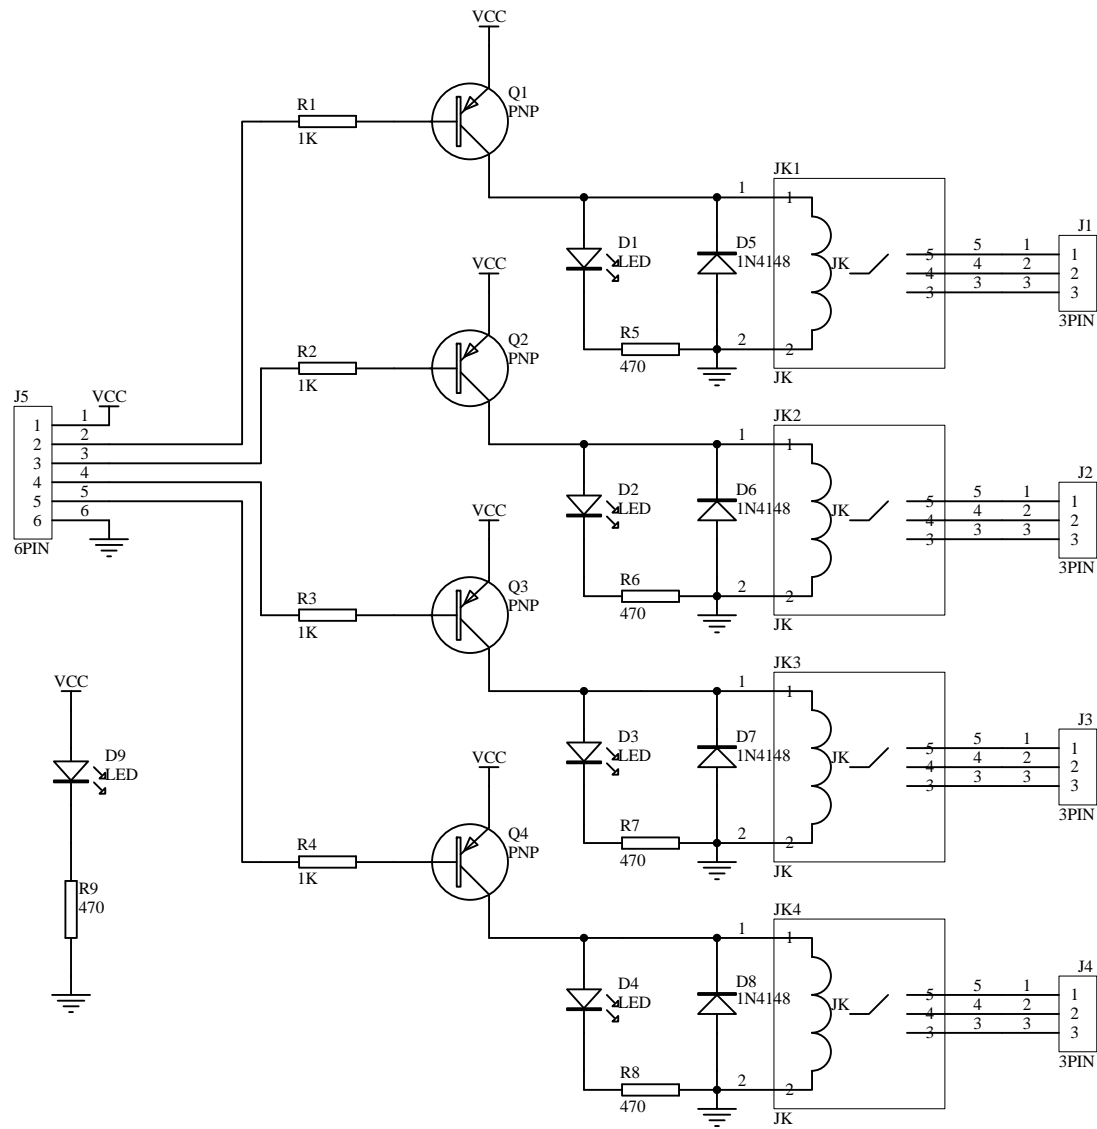 VCC
R1
1K
Q1
PNP
JK1
1
1
D1
LED
D5
1N4148
JK
5
4
3
5
4
3
1
2
3
J1
1
2
3
3PIN
R5
470
2
2
JK
VCC
R2
1K
Q2
PNP
JK2
1
1
D2
LED
D6
1N4148
JK
5
4
3
5
4
3
1
2
3
J2
1
2
3
3PIN
R6
470
2
2
JK
J5
VCC
1
2
3
4
5
6
1
2
3
4
5
6
6PIN
VCC
R3
1K
Q3
PNP
JK3
1
1
D3
LED
D7
1N4148
JK
5
4
3
5
4
3
1
2
3
J3
1
2
3
3PIN
R7
470
2
2
JK
VCC
D9
LED
R9
470
VCC
R4
1K
Q4
PNP
JK4
1
1
D4
LED
D8
1N4148
JK
5
4
3
5
4
3
1
2
3
J4
1
2
3
3PIN
R8
470
2
2
JK